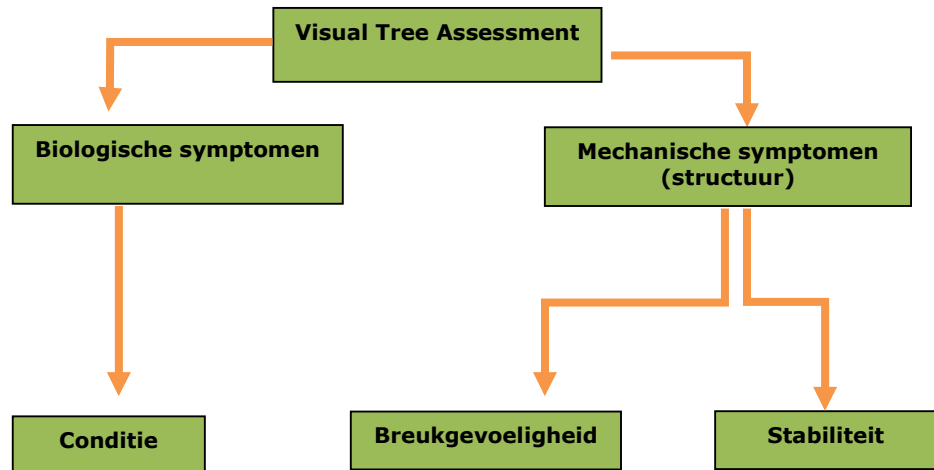 Visual Tree Assessment
Biologische symptomen
Mechanische symptomen
(structuur)
Conditie
Breukgevoeligheid
Stabiliteit